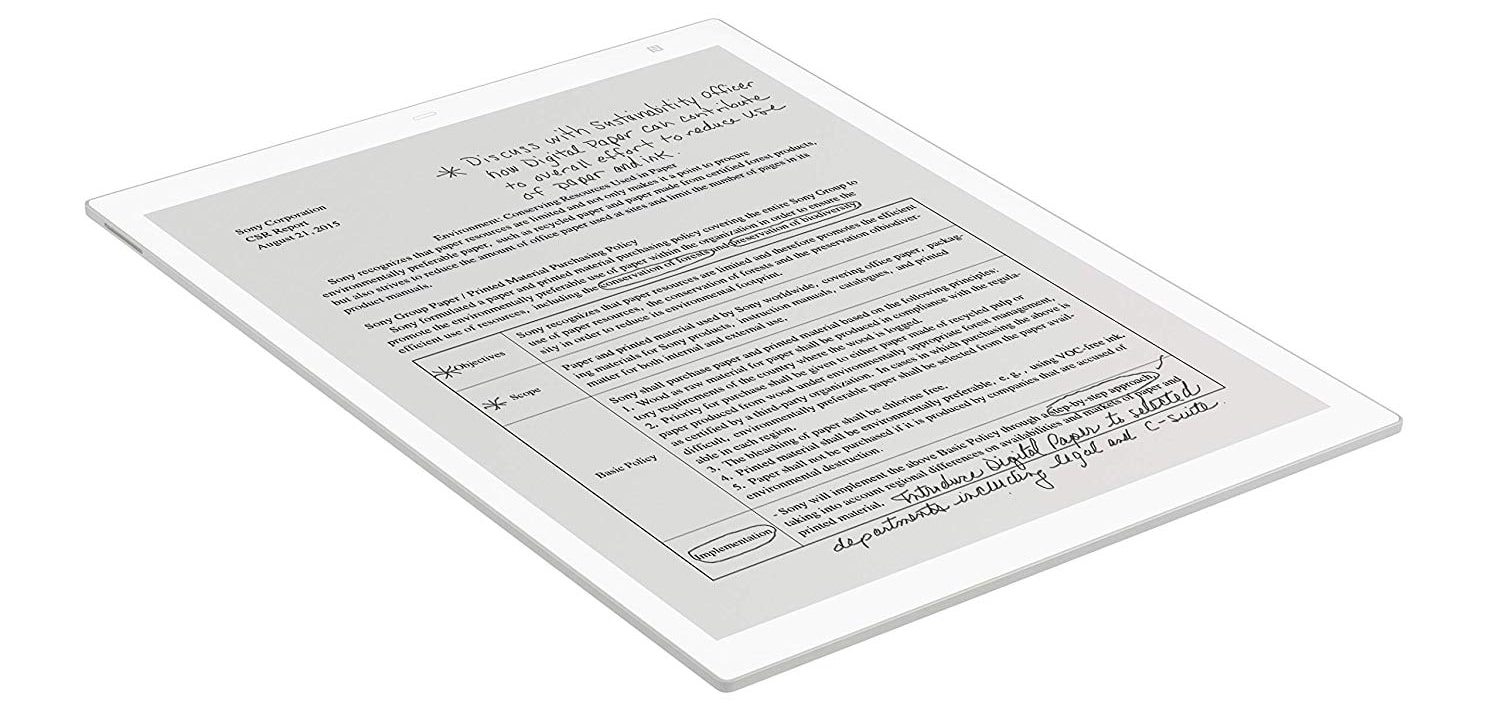 * Discuss with Sustainability Officer
how Digital Paper can contribute
to overall effort to reduce use
of paper and ink.
Sony Corporation
CSR Report
August 21, 2015
Environment: Conserving Resources Used in Paper
Sony recognizes that paper resources are limited and not only makes it a point to procure
environmentally preferable paper, such as recycled paper and paper made from certified forest products,
but also strives to reduce the amount of office paper used at sites and limit the number of pages in its
product manuals.
Sony Group Paper / Printed Material Purchasing Policy
Sony formulated a paper and printed material purchasing policy covering the entire Sony Group to
promote the environmentally preferable use of paper within the organization in order to ensure the
efficient use of resources, including the conservation of forests and preservation of biodiversity.
* Objectives
Sony recognizes that paper resources are limited and therefore promotes the efficient
use of paper resources, the conservation of forests and the preservation ofbiodiver-
sity in order to reduce its environmental footprint.
* Scope
Paper and printed material used by Sony worldwide, covering office paper, packag-
ing materials for Sony products, instruction manuals, catalogues, and printed
matter for both internal and external use.
Basic Policy
Sony shall purchase paper and printed material based on the following principles:
1. Wood as raw material for paper shall be produced in compliance with the regula-
tory requirements of the country where the wood is logged.
2. Priority for purchase shall be given to either paper made of recycled pulp or
paper produced from wood under environmentally appropriate forest management,
as certified by a third-party organization. In cases in which purchasing the above is
difficult, environmentally preferable paper shall be selected from the paper avail-
able in each region.
3. The bleaching of paper shall be chlorine free.
4. Printed material shall be environmentally preferable, e.g., using VOC-free ink
5. Paper shall not be purchased if it is produced by companies that are accused of
environmental destruction.
Implementation
- Sony will implement the above Basic Policy through a step-by-step approach,
taking into account regional differences on availabilities and markets of paper and
printed material.
Introduce Digital Paper to selected
departments including legal and C-suite.